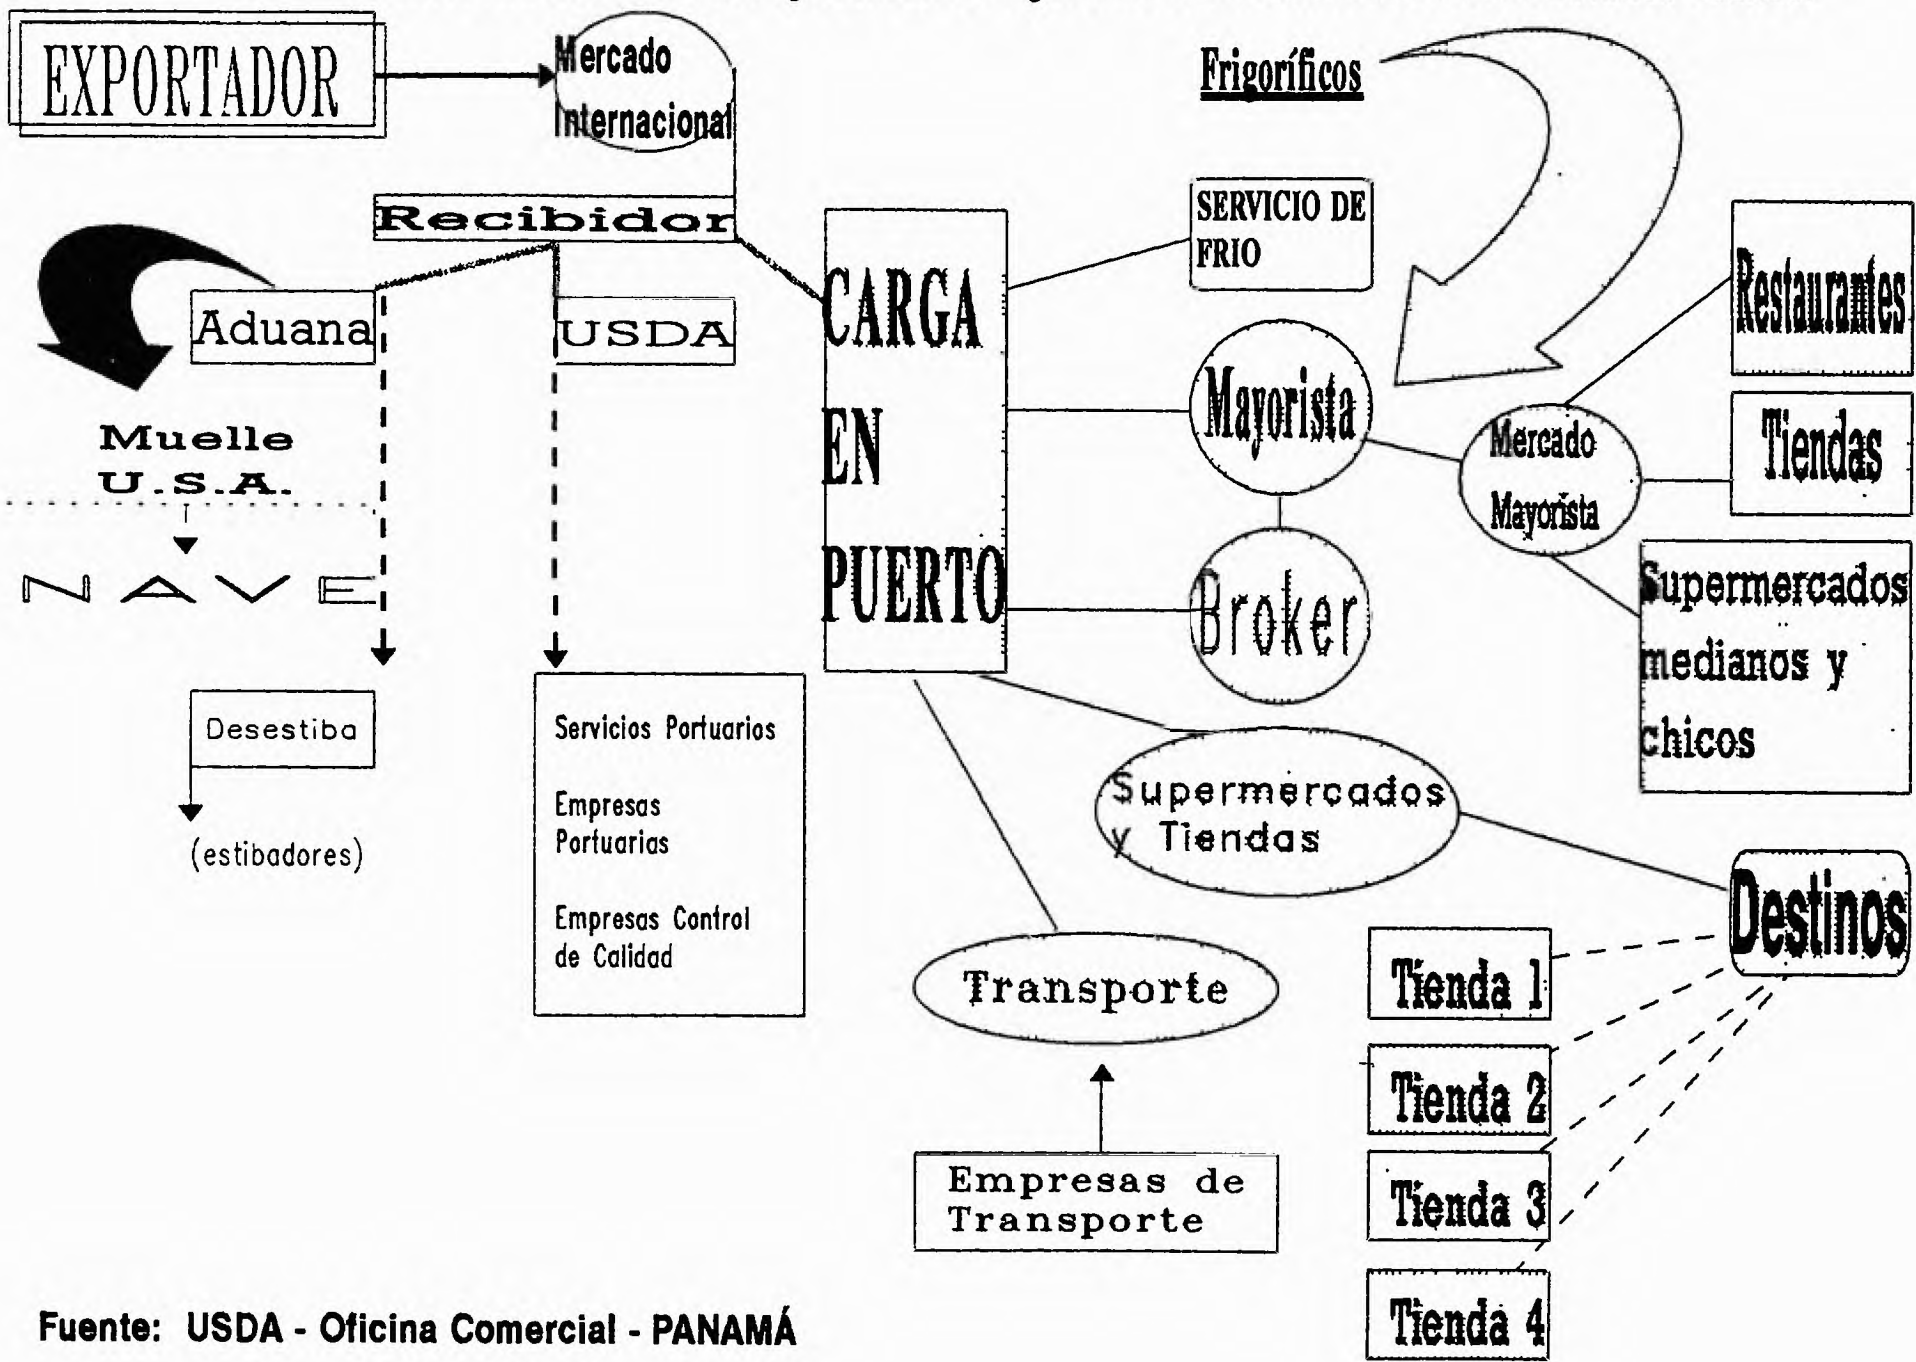 EXPORTADOR
Mercado
Internacional
Frigoríficos
Recibidor
SERVICIO DE
FRIO
Aduana
USDA
CARGA
EN
PUERTO
Mayorista
Restaurantes
Mercado
Mayorista
Tiendas
Muelle
U.S.A.
NAVE
Broker
Supermercados
medianos y
chicos
Desestiba
(estibadores)
Servicios Portuarios
Empresas
Portuarias
Empresas Control
de Calidad
Supermercados
y Tiendas
Destinos
Transporte
Tienda 1
Tienda 2
Tienda 3
Tienda 4
Empresas de
Transporte
Fuente: USDA - Oficina Comercial - PANAMÁ